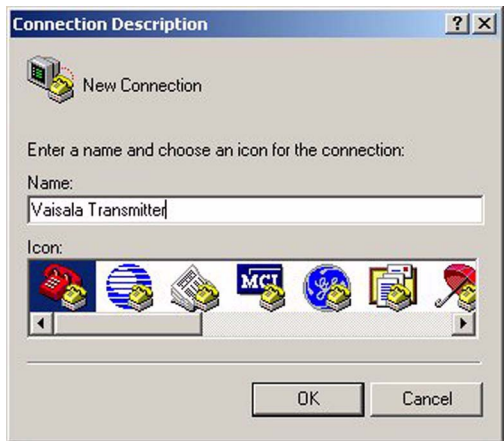 Connection Description
New Connection
Enter a name and choose an icon for the connection:
Name:
Vaisala Transmitter
Icon:
MCI
OK
Cancel